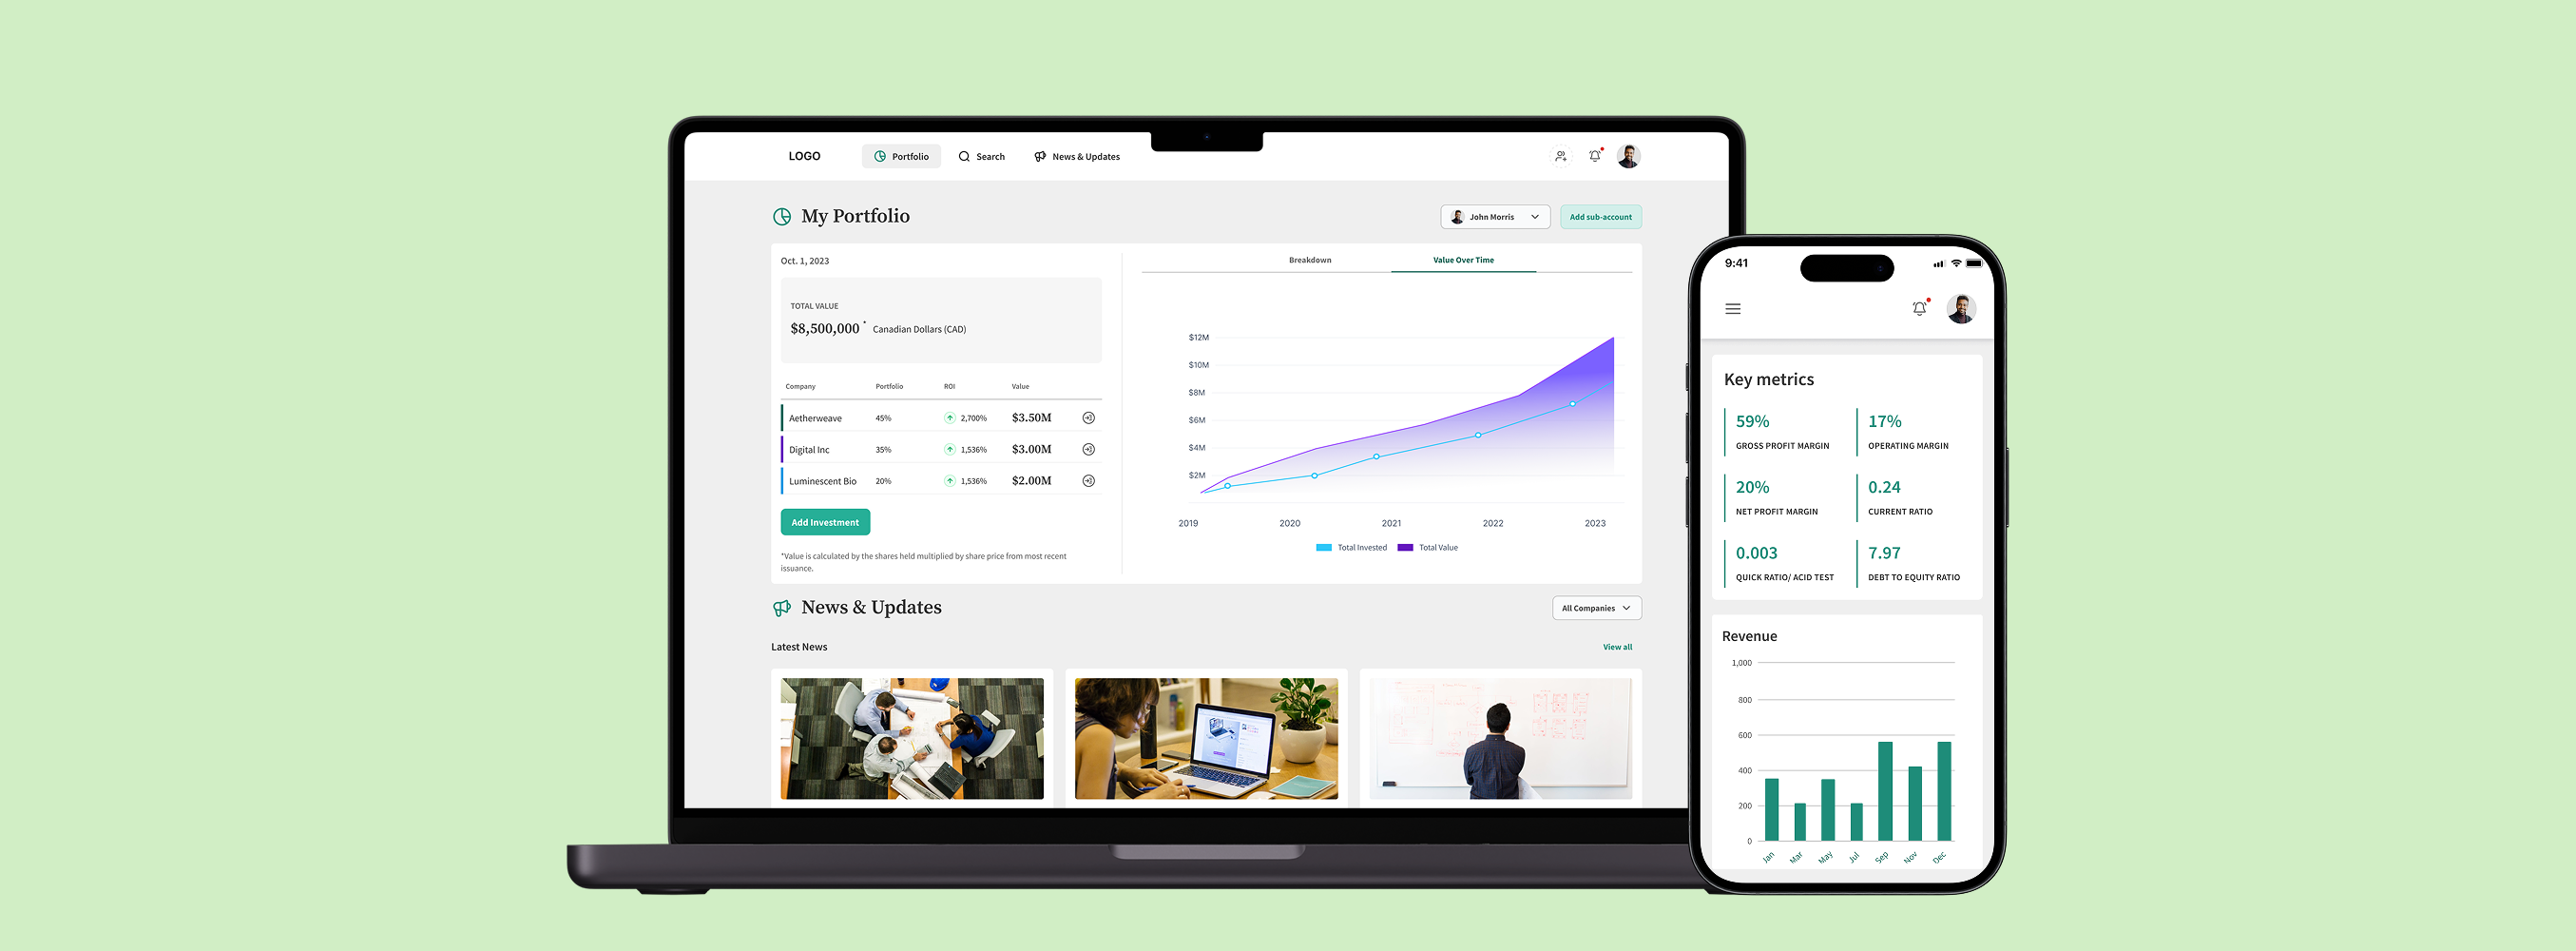 LOGO
Portfolio
Search
News & Updates
My Portfolio
John Morris
Add sub-account
Oct. 1, 2023
TOTAL VALUE
$8,500,000 * Canadian Dollars (CAD)
Company Portfolio ROI Value
Aetherweave 45% 2,700% $3.50M
Digital Inc 35% 1,536% $3.00M
Luminescent Bio 20% 1,536% $2.00M
Add Investment
*Value is calculated by the shares held multiplied by share price from most recent
issuance.
Breakdown
Value Over Time
$12M
$10M
$8M
$6M
$4M
$2M
2019 2020 2021 2022 2023
Total Invested Total Value
News & Updates
All Companies
Latest News
View all
9:41
Key metrics
59%
GROSS PROFIT MARGIN
17%
OPERATING MARGIN
20%
NET PROFIT MARGIN
0.24
CURRENT RATIO
0.003
QUICK RATIO/ ACID TEST
7.97
DEBT TO EQUITY RATIO
Revenue
1,000
800
600
400
200
0
Jan Mar May Jul Sep Nov Dec